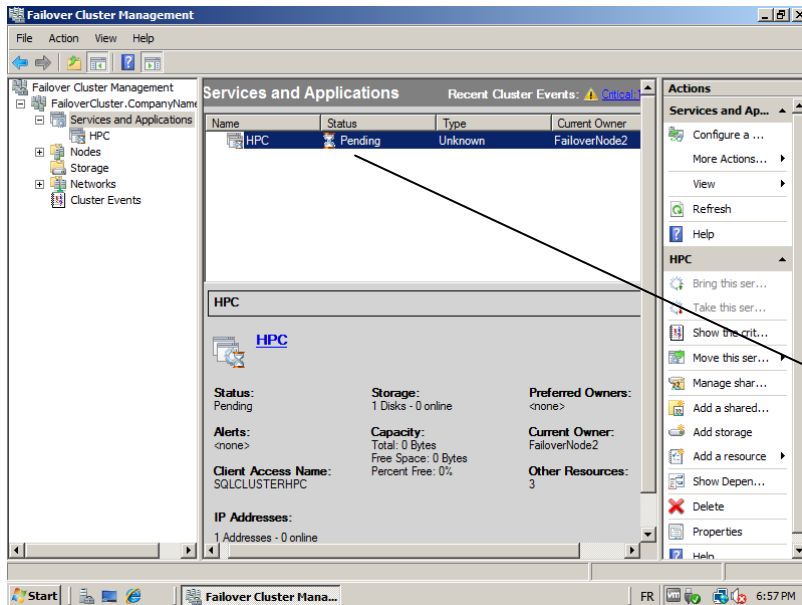 Failover Cluster Management
File Action View Help
Failover Cluster Management
FailoverCluster.CompanyName
Services and Applications
HPC
Nodes
Storage
Networks
Cluster Events
Services and Applications Recent Cluster Events: Critical:
Name Status Type Current Owner
HPC Pending Unknown FailoverNode2
HPC
HPC
Status: Storage: Preferred Owners:
Pending 1 Disks - 0 online <none>
Alerts: Capacity: Current Owner:
<none> Total: 0 Bytes FailoverNode2
Free Space: 0 Bytes
Client Access Name: Percent Free: 0% Other Resources:
SQLCLUSTERHPC 3
IP Addresses:
1 Addresses - 0 online
Actions
Services and Ap...
Configure a ...
More Actions...
View
Refresh
Help
HPC
Bring this ser...
Take this ser...
Show the crit...
Move this ser...
Manage shar...
Add a shared...
Add storage
Add a resource
Show Depen...
Delete
Properties
Help
Start Failover Cluster Mana... FR 6:57 PM